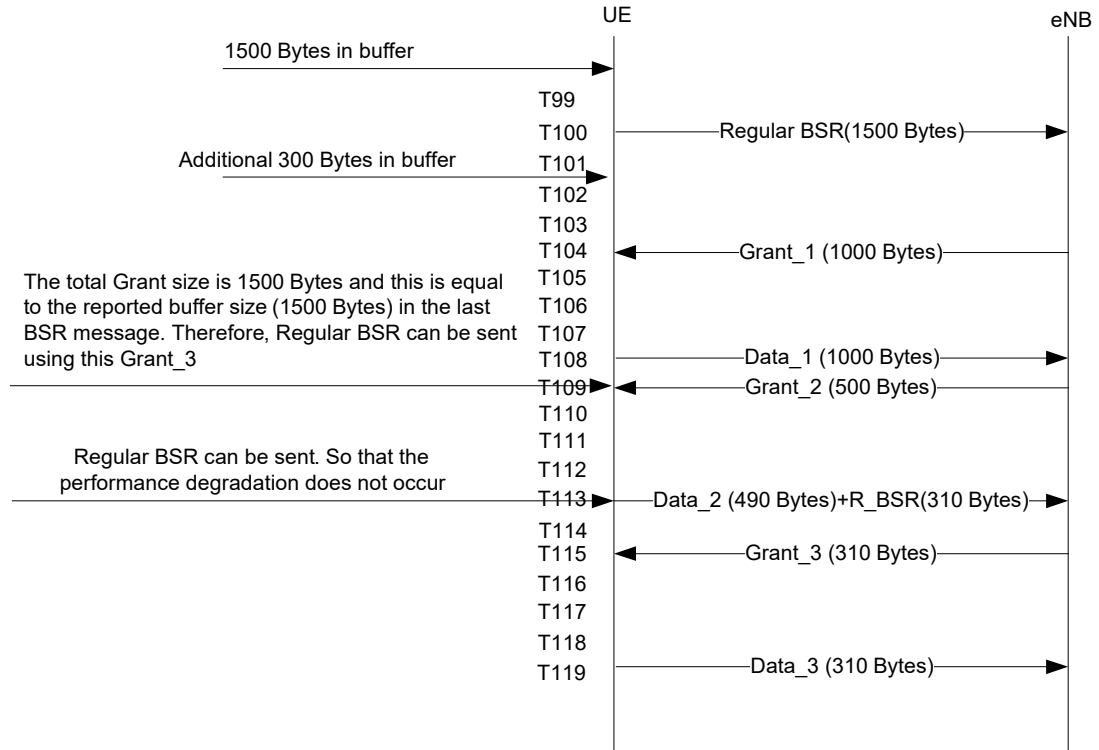 UE
eNB
1500 Bytes in buffer
T99
T100
Regular BSR(1500 Bytes)
Additional 300 Bytes in buffer
T101
T102
T103
T104
Grant_1 (1000 Bytes)
The total Grant size is 1500 Bytes and this is equal
to the reported buffer size (1500 Bytes) in the last
BSR message. Therefore, Regular BSR can be sent
using this Grant_3
T105
T106
T107
T108
Data_1 (1000 Bytes)
T109
Grant_2 (500 Bytes)
T110
T111
Regular BSR can be sent. So that the
performance degradation does not occur
T112
T113
Data_2 (490 Bytes)+R_BSR(310 Bytes)
T114
T115
Grant_3 (310 Bytes)
T116
T117
T118
T119
Data_3 (310 Bytes)